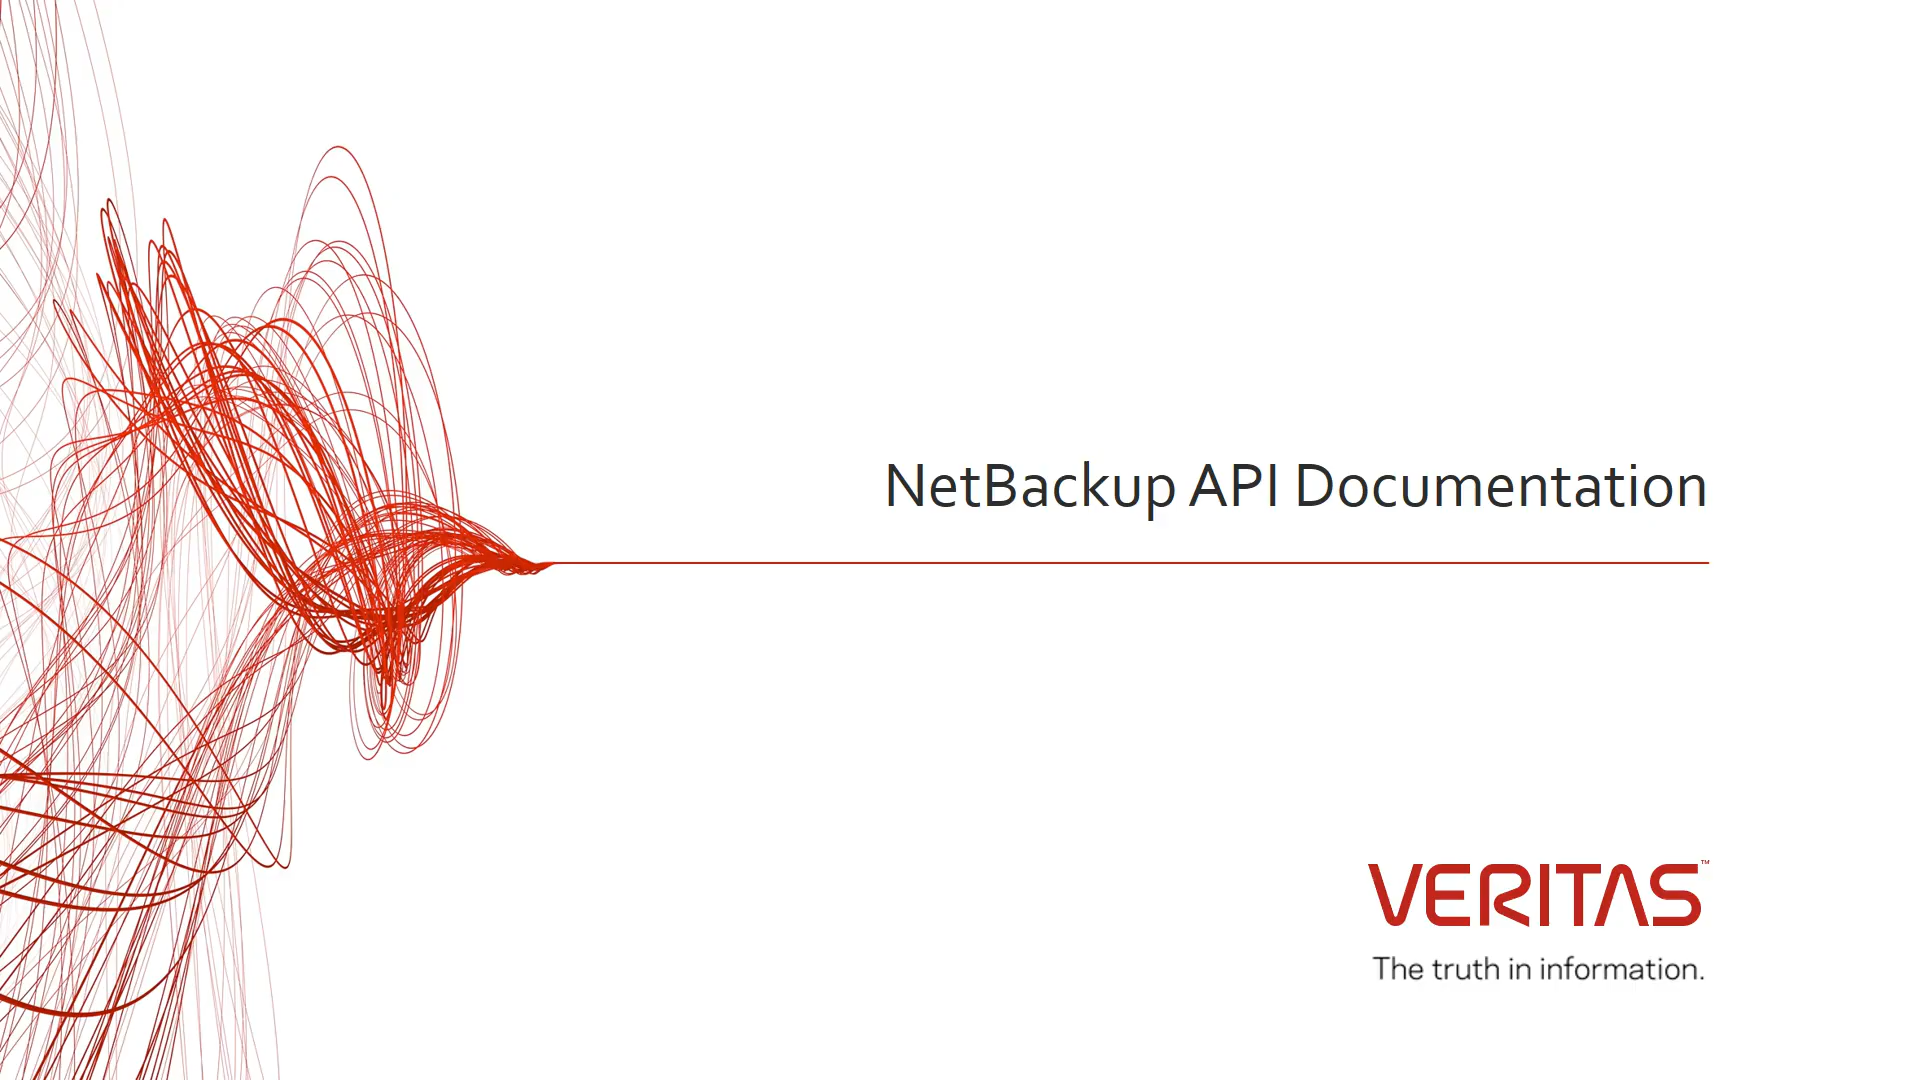 NetBackup API Documentation
VERITAS™
The truth in information.